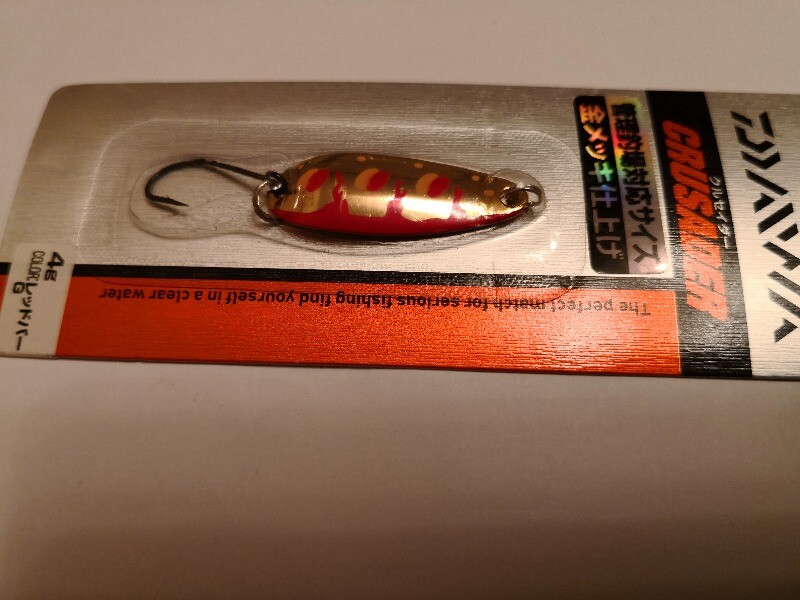 DAIWA
クルセイダー
CRUSADER
管理釣場対応サイズ
金メッキ仕上げ
The perfect match for serious fishing find yourself in a clear water
4g
COLOR:レッドバー
G